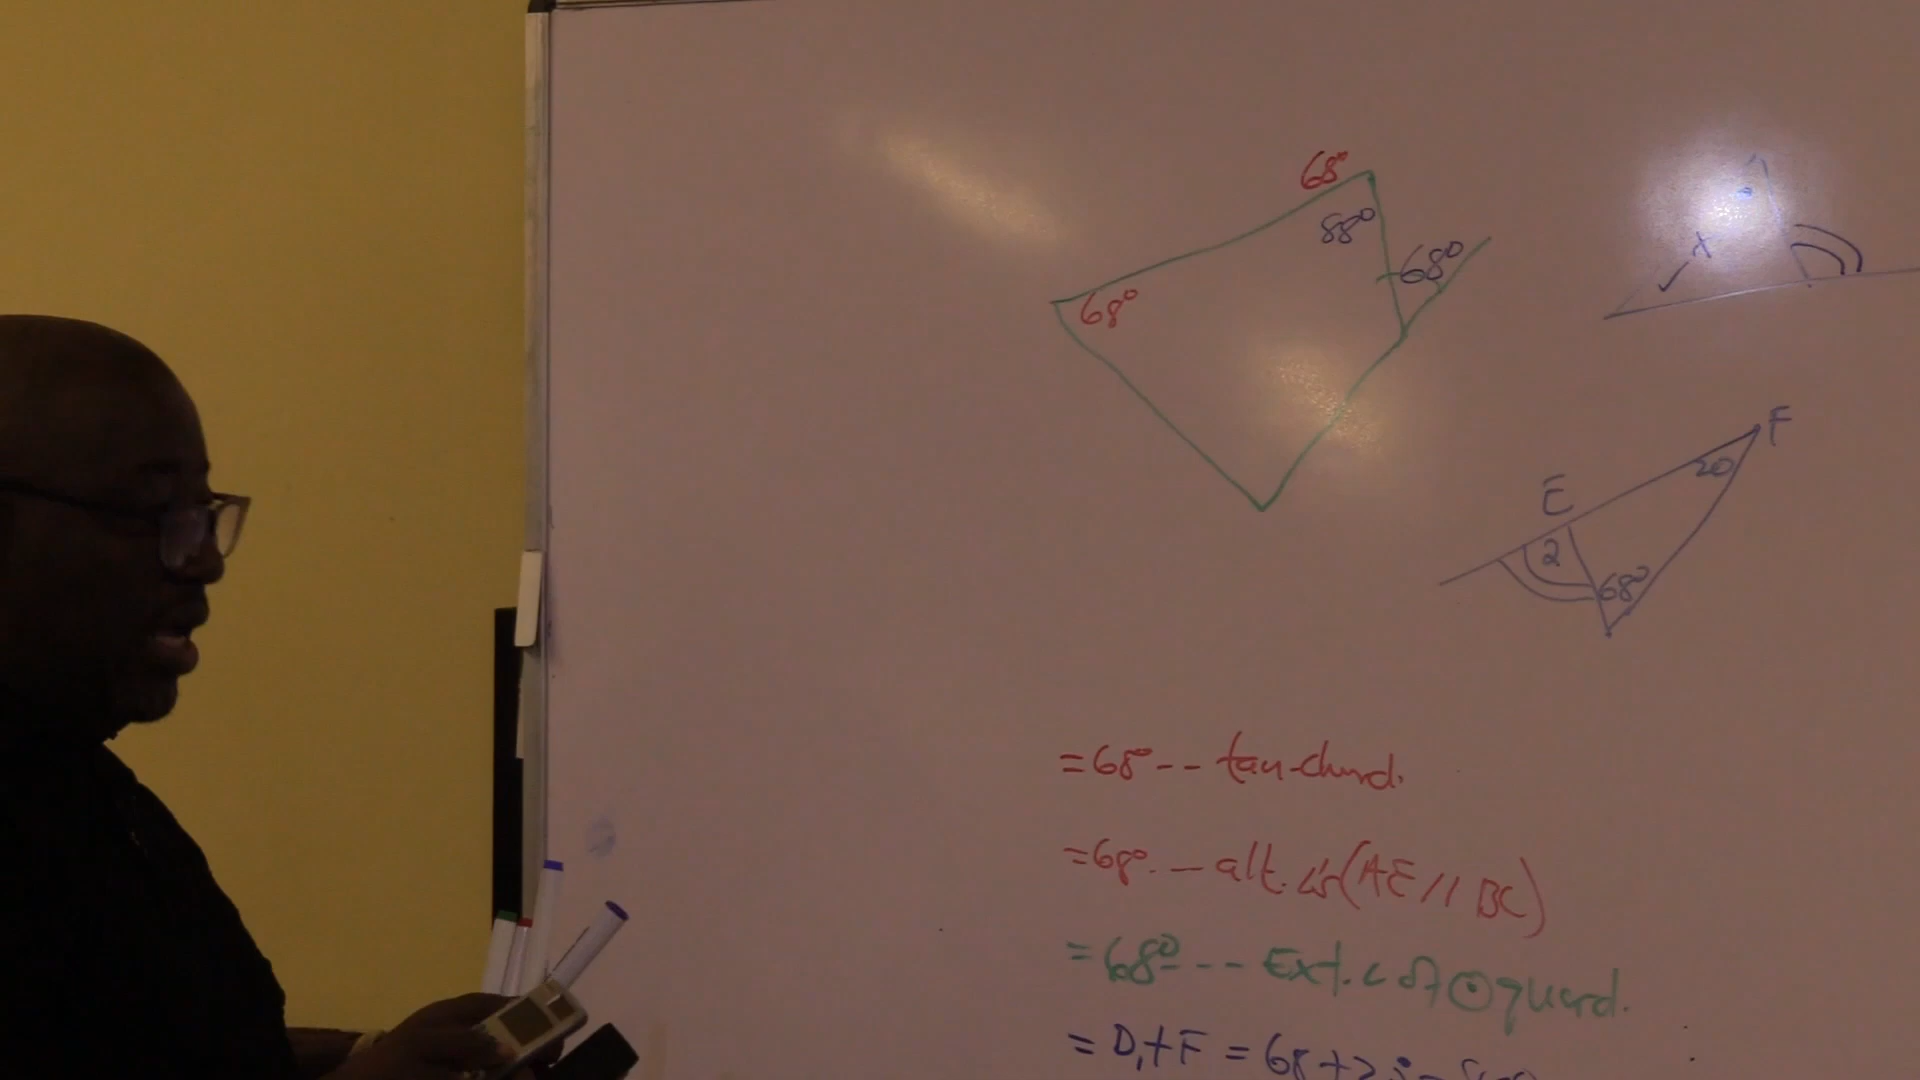 68°
88°
68°
68°
x
F
20
E
2
68°
= 68° -- tan-chord.
= 68°. - alt. ∠'s (AE // BC)
= 68° --- Ext. ∠ of ⊙ quad.
= D₁ + F = 68 +